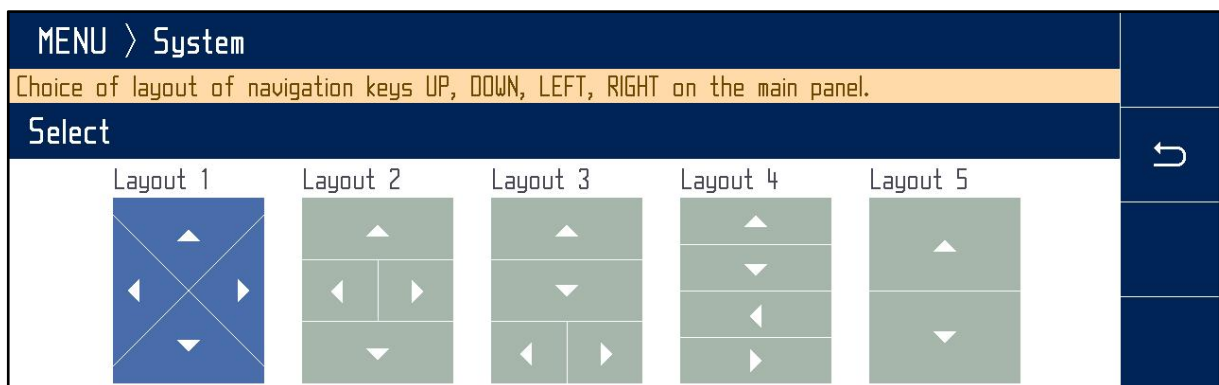 MENU > System
Choice of layout of navigation keys UP, DOWN, LEFT, RIGHT on the main panel.
Select
Layout 1 Layout 2 Layout 3 Layout 4 Layout 5